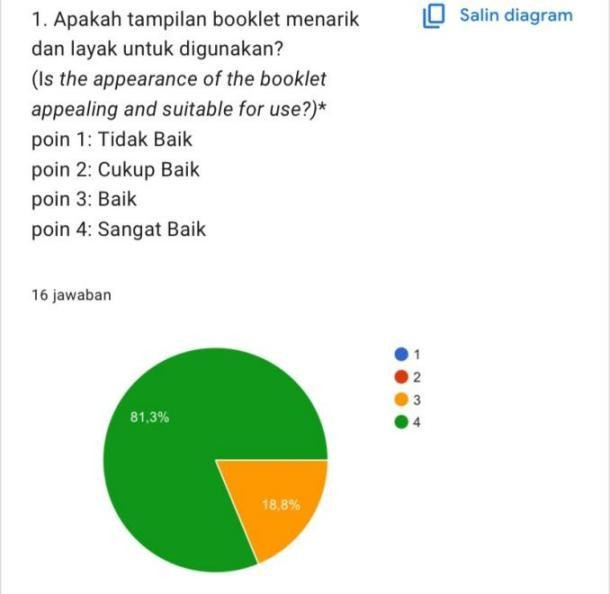 1. Apakah tampilan booklet menarik
dan layak untuk digunakan?
(Is the appearance of the booklet
appealing and suitable for use?)*
poin 1: Tidak Baik
poin 2: Cukup Baik
poin 3: Baik
poin 4: Sangat Baik
Salin diagram
16 jawaban
81,3%
18,8%
1
2
3
4